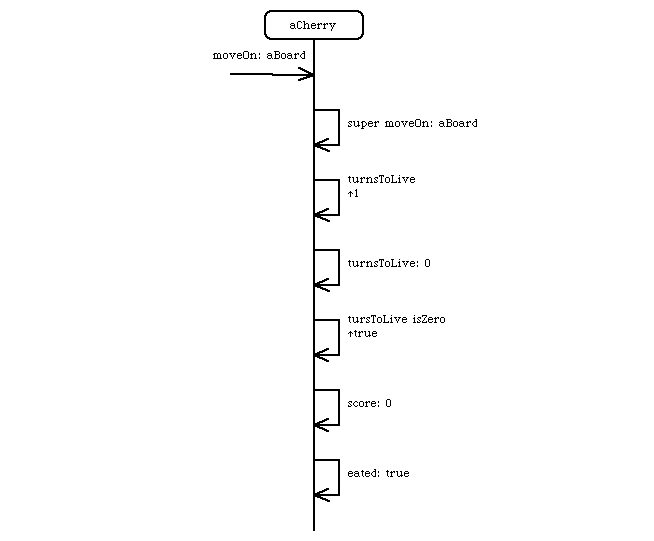 aCherry
moveOn: aBoard
super moveOn: aBoard
turnsToLive
↑1
turnsToLive: 0
tursToLive isZero
↑true
score: 0
eated: true